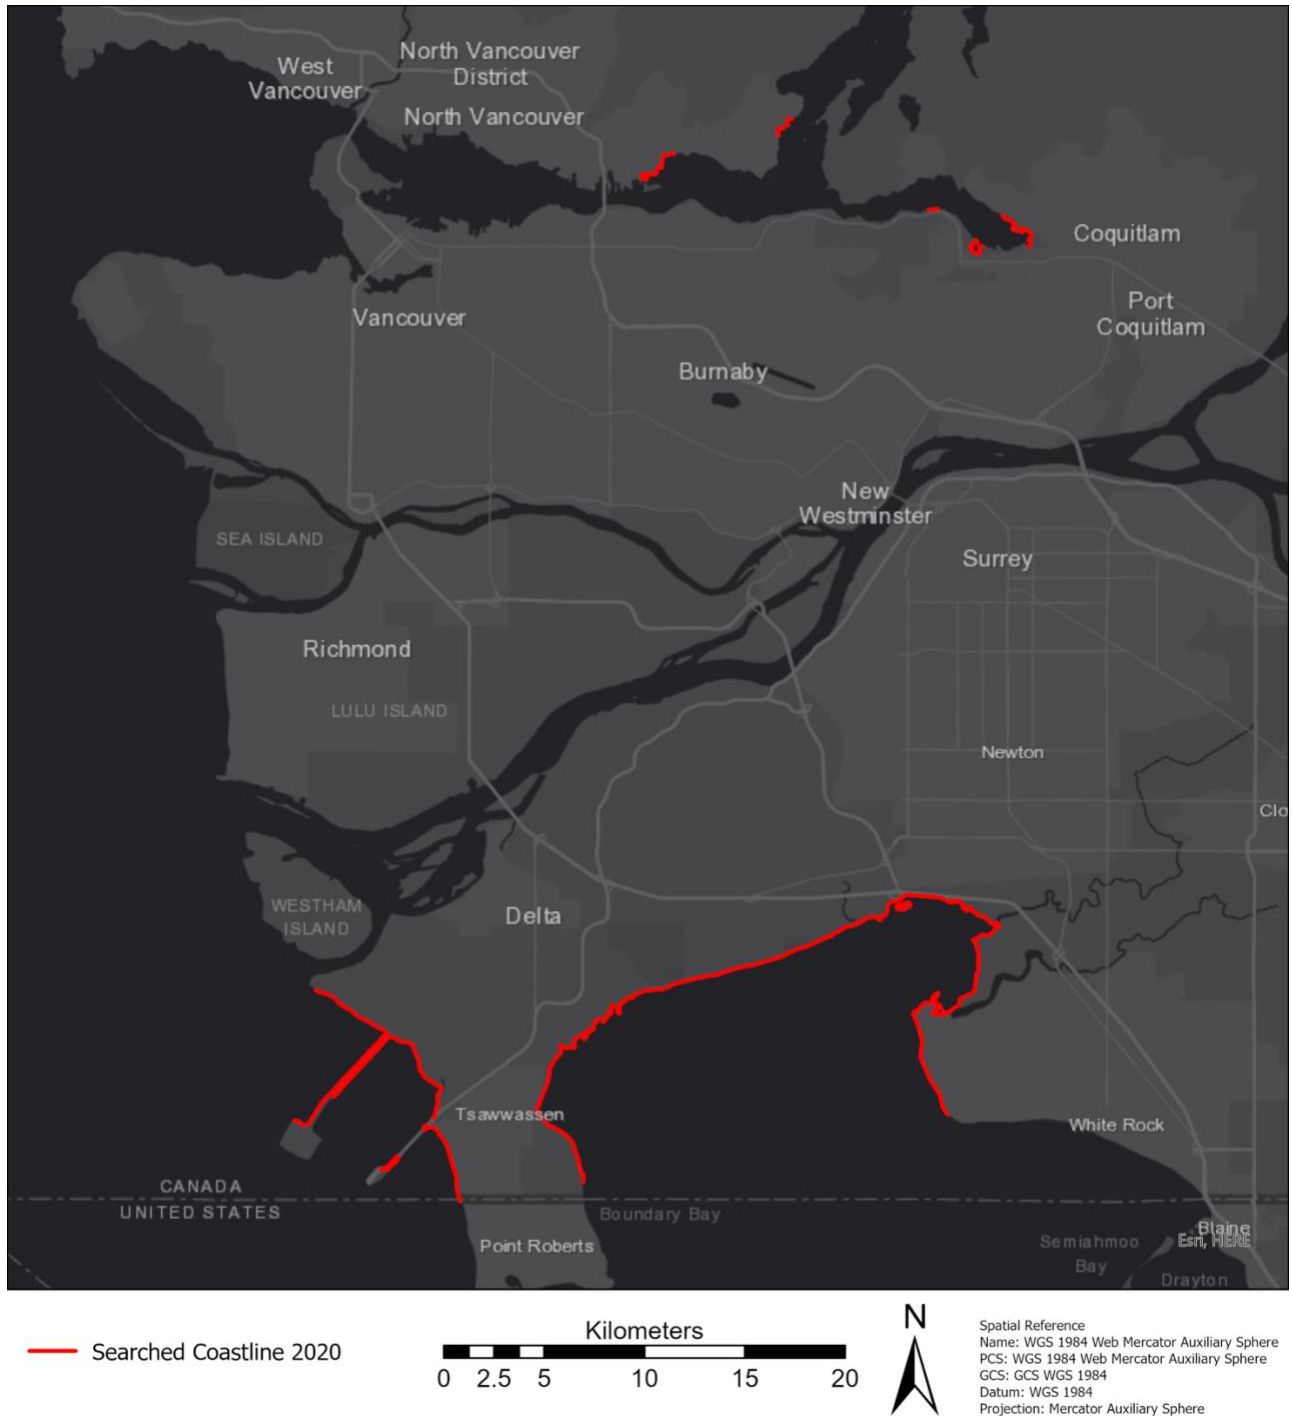 West
Vancouver
North Vancouver
District
North Vancouver
Coquitlam
Port
Coquitlam
Vancouver
Burnaby
New
Westminster
SEA ISLAND
Surrey
Richmond
LULU ISLAND
Newton
Clo
WESTHAM
ISLAND
Delta
Tsawwassen
White Rock
CANADA
UNITED STATES
Boundary Bay
Point Roberts
Blaine
Esri, HERE
Semiahmoo
Bay
Drayton
Searched Coastline 2020
Kilometers
0 2.5 5 10 15 20
N
Spatial Reference
Name: WGS 1984 Web Mercator Auxiliary Sphere
PCS: WGS 1984 Web Mercator Auxiliary Sphere
GCS: GCS WGS 1984
Datum: WGS 1984
Projection: Mercator Auxiliary Sphere